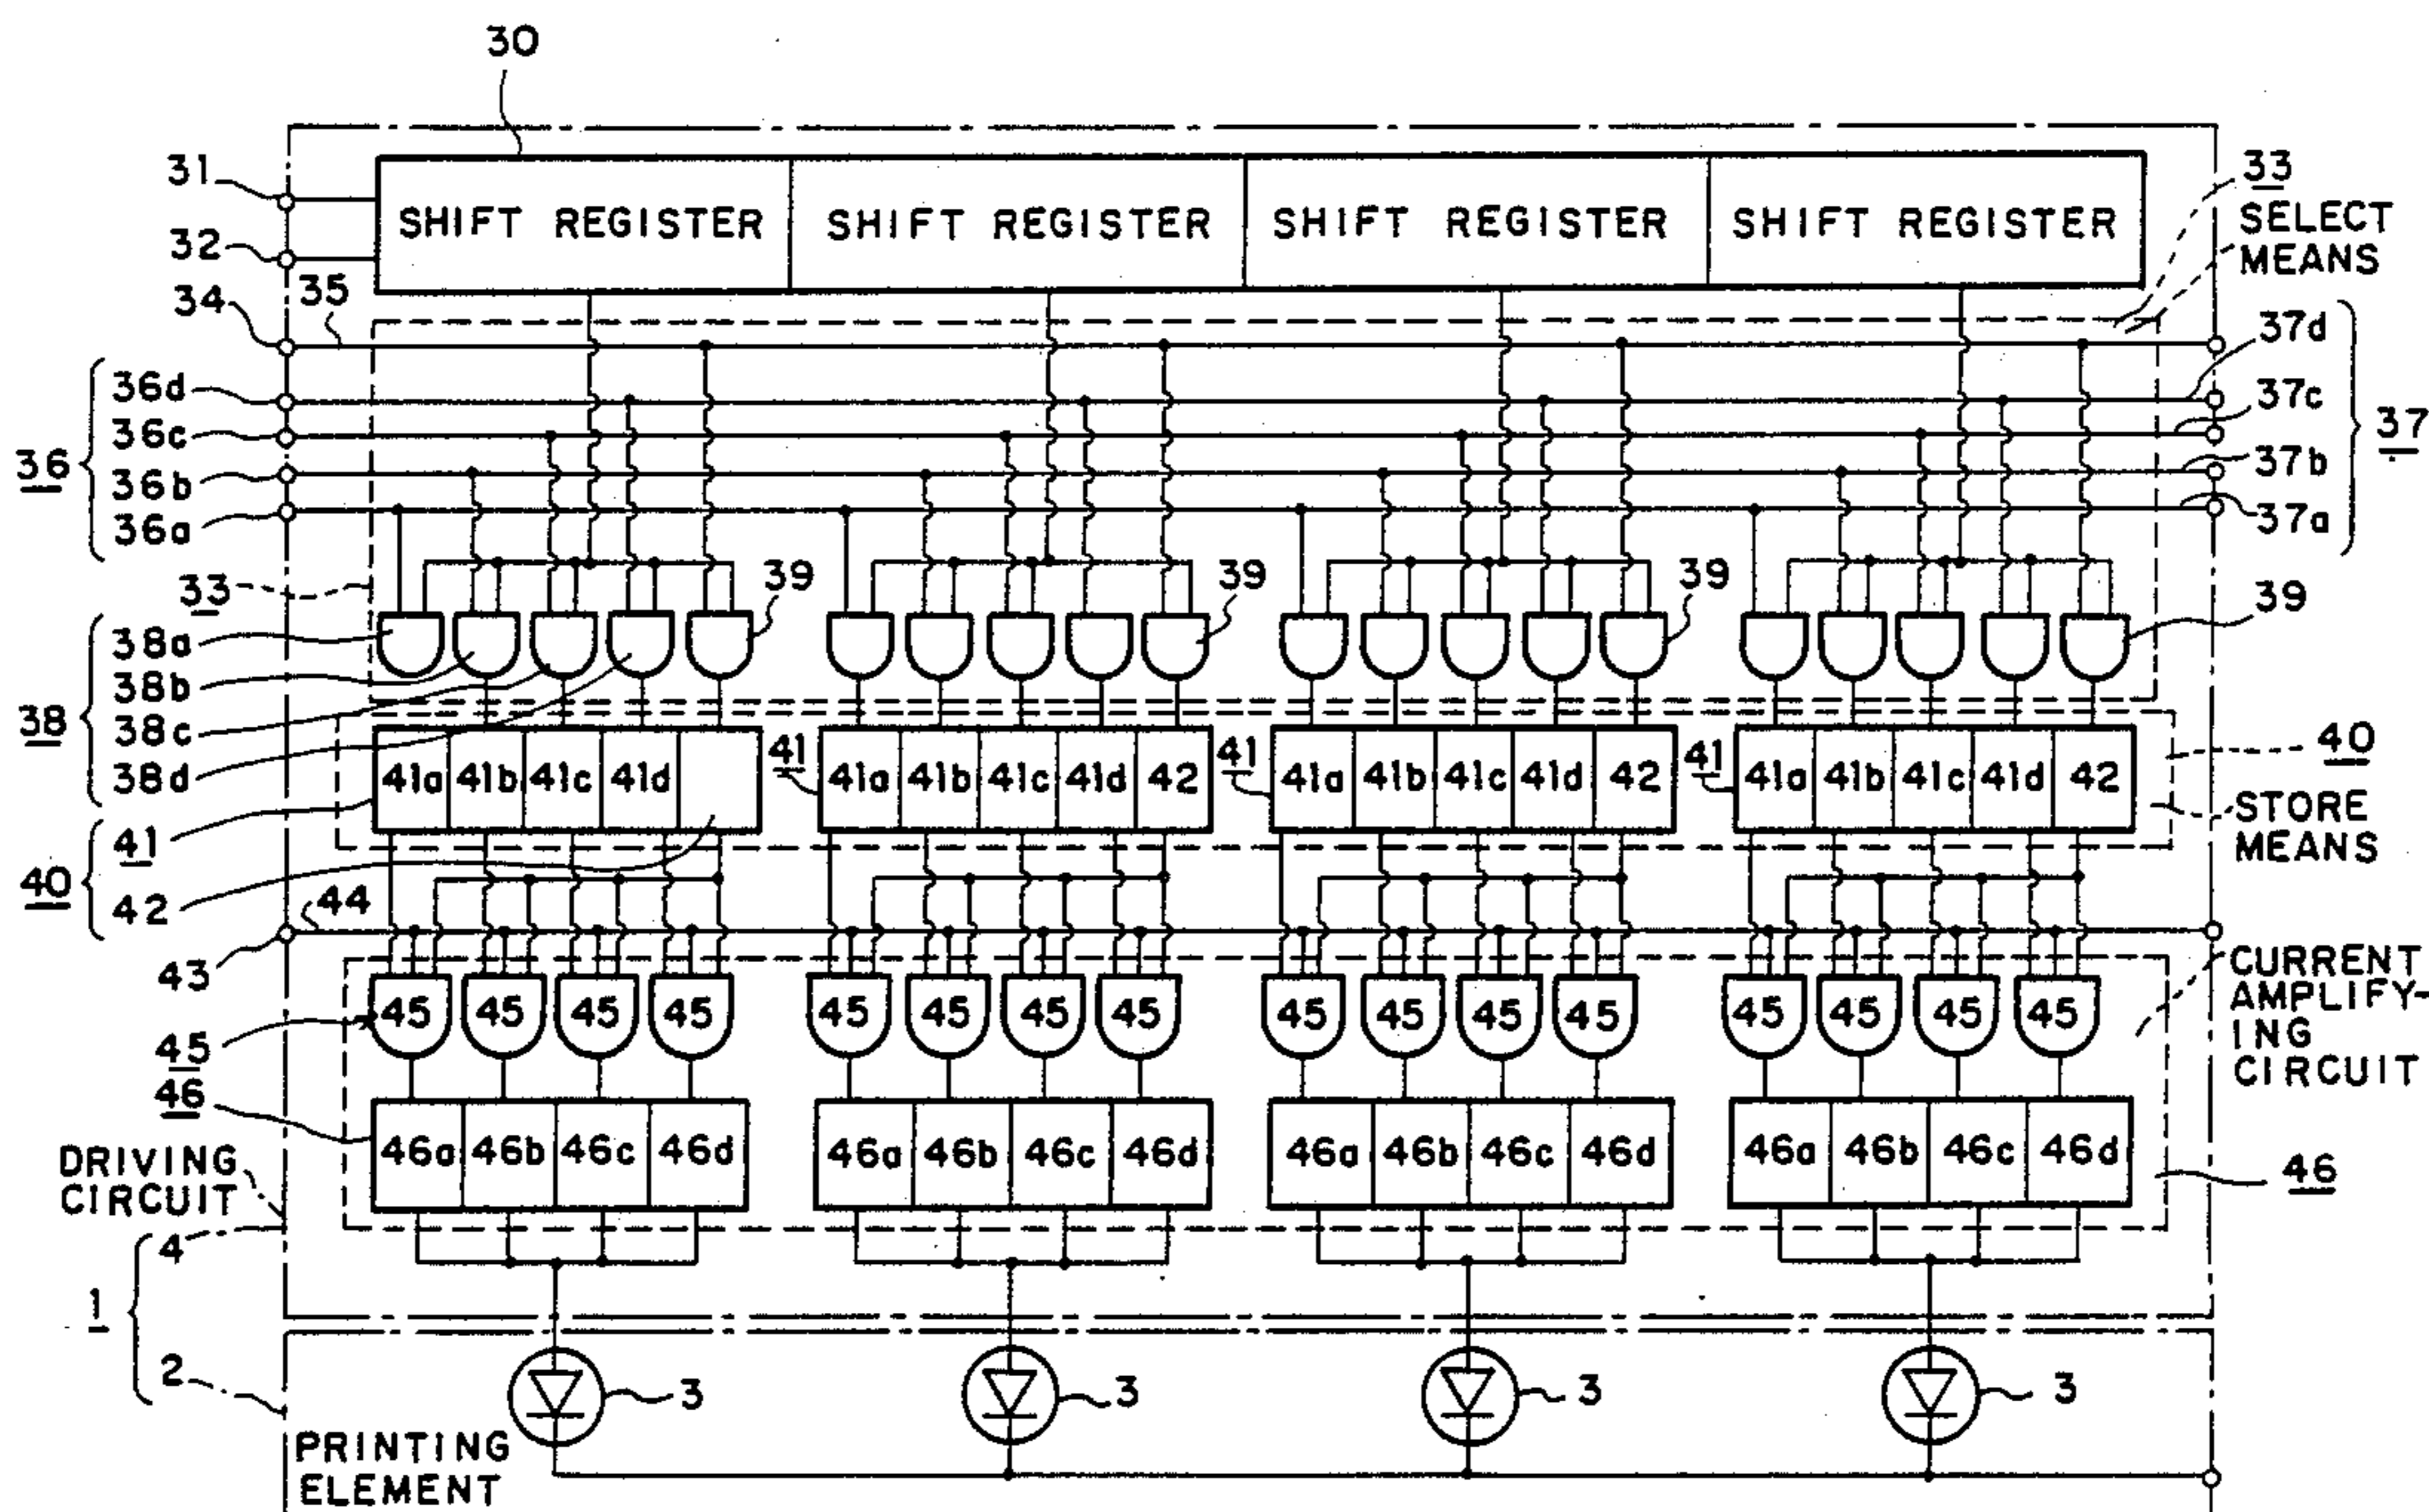 30
31
32
34
35
SHIFT REGISTER
SHIFT REGISTER
SHIFT REGISTER
SHIFT REGISTER
33
SELECT
MEANS
36
36d
36c
36b
36a
37d
37c
37b
37a
37
33
39
39
39
39
38
38a
38b
38c
38d
41a 41b 41c 41d
41
41a 41b 41c 41d 42
41
41a 41b 41c 41d 42
41
41a 41b 41c 41d 42
40
STORE
MEANS
40
41
42
44
43
45 45 45 45
45 45 45 45
45 45 45 45
45 45 45 45
45
CURRENT
AMPLIFY-
ING
CIRCUIT
46
46a 46b 46c 46d
46a 46b 46c 46d
46a 46b 46c 46d
46a 46b 46c 46d
46
DRIVING
CIRCUIT
1
4
2
3
3
3
3
PRINTING
ELEMENT